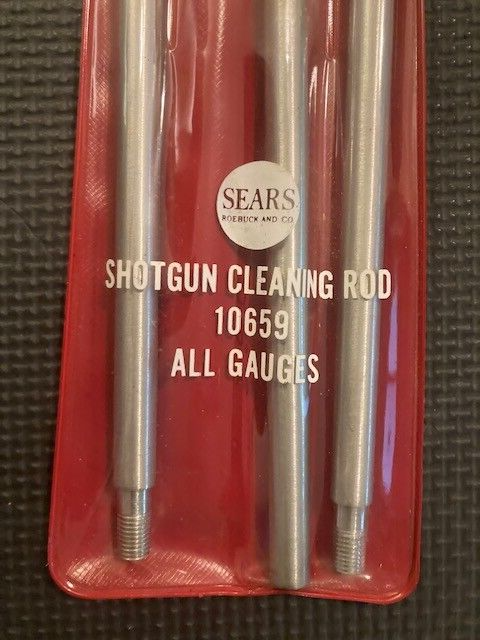 SEARS
ROEBUCK AND CO
SHOTGUN CLEANING ROD
10659
ALL GAUGES